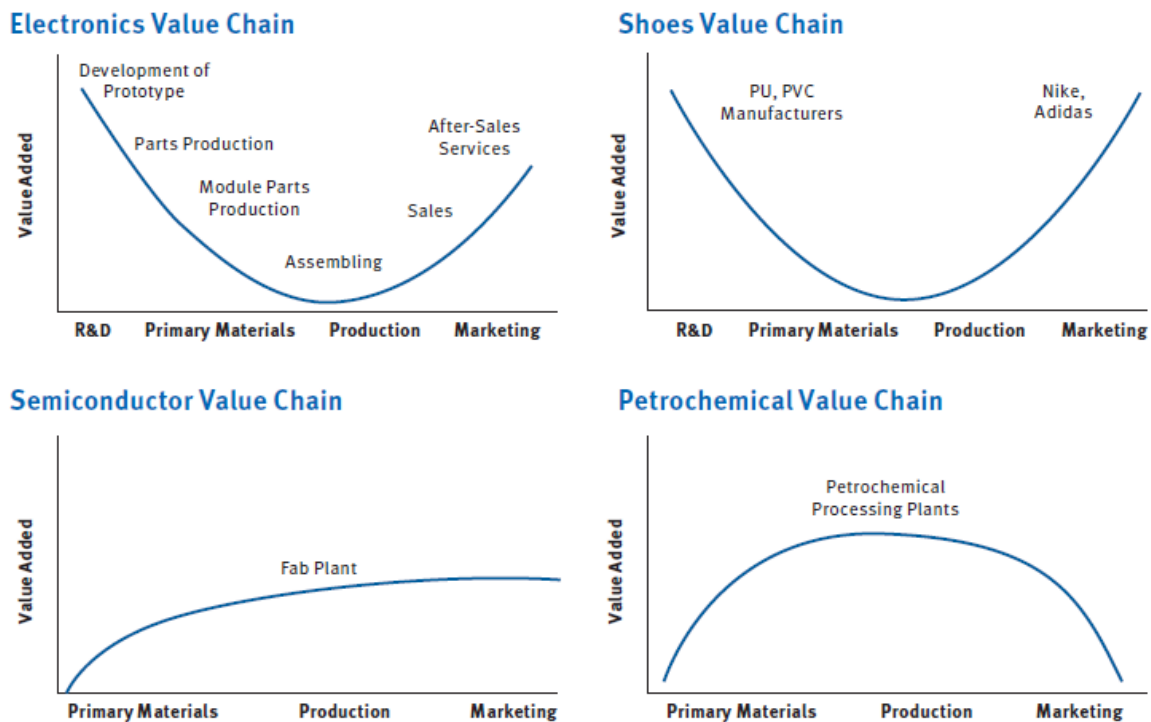 Electronics Value Chain
Value Added
Development of
Prototype
Parts Production
Module Parts
Production
Assembling
Sales
After-Sales
Services
R&D Primary Materials Production Marketing
Shoes Value Chain
Value Added
PU, PVC
Manufacturers
Nike,
Adidas
R&D Primary Materials Production Marketing
Semiconductor Value Chain
Value Added
Fab Plant
Primary Materials Production Marketing
Petrochemical Value Chain
Value Added
Petrochemical
Processing Plants
Primary Materials Production Marketing